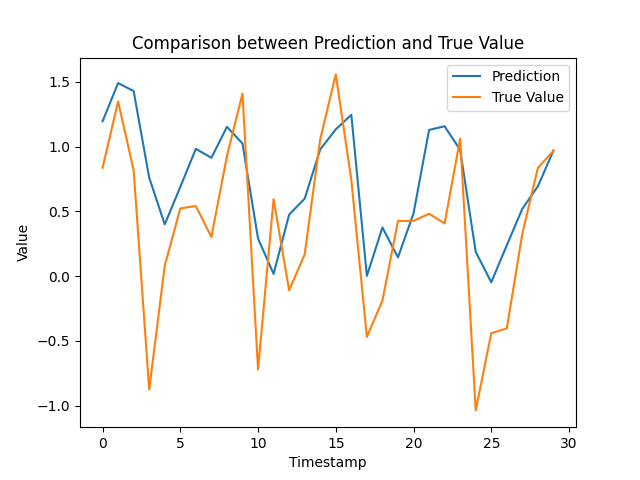 Comparison between Prediction and True Value
Prediction
True Value
1.5
1.0
0.5
0.0
−0.5
−1.0
Value
0 5 10 15 20 25 30
Timestamp